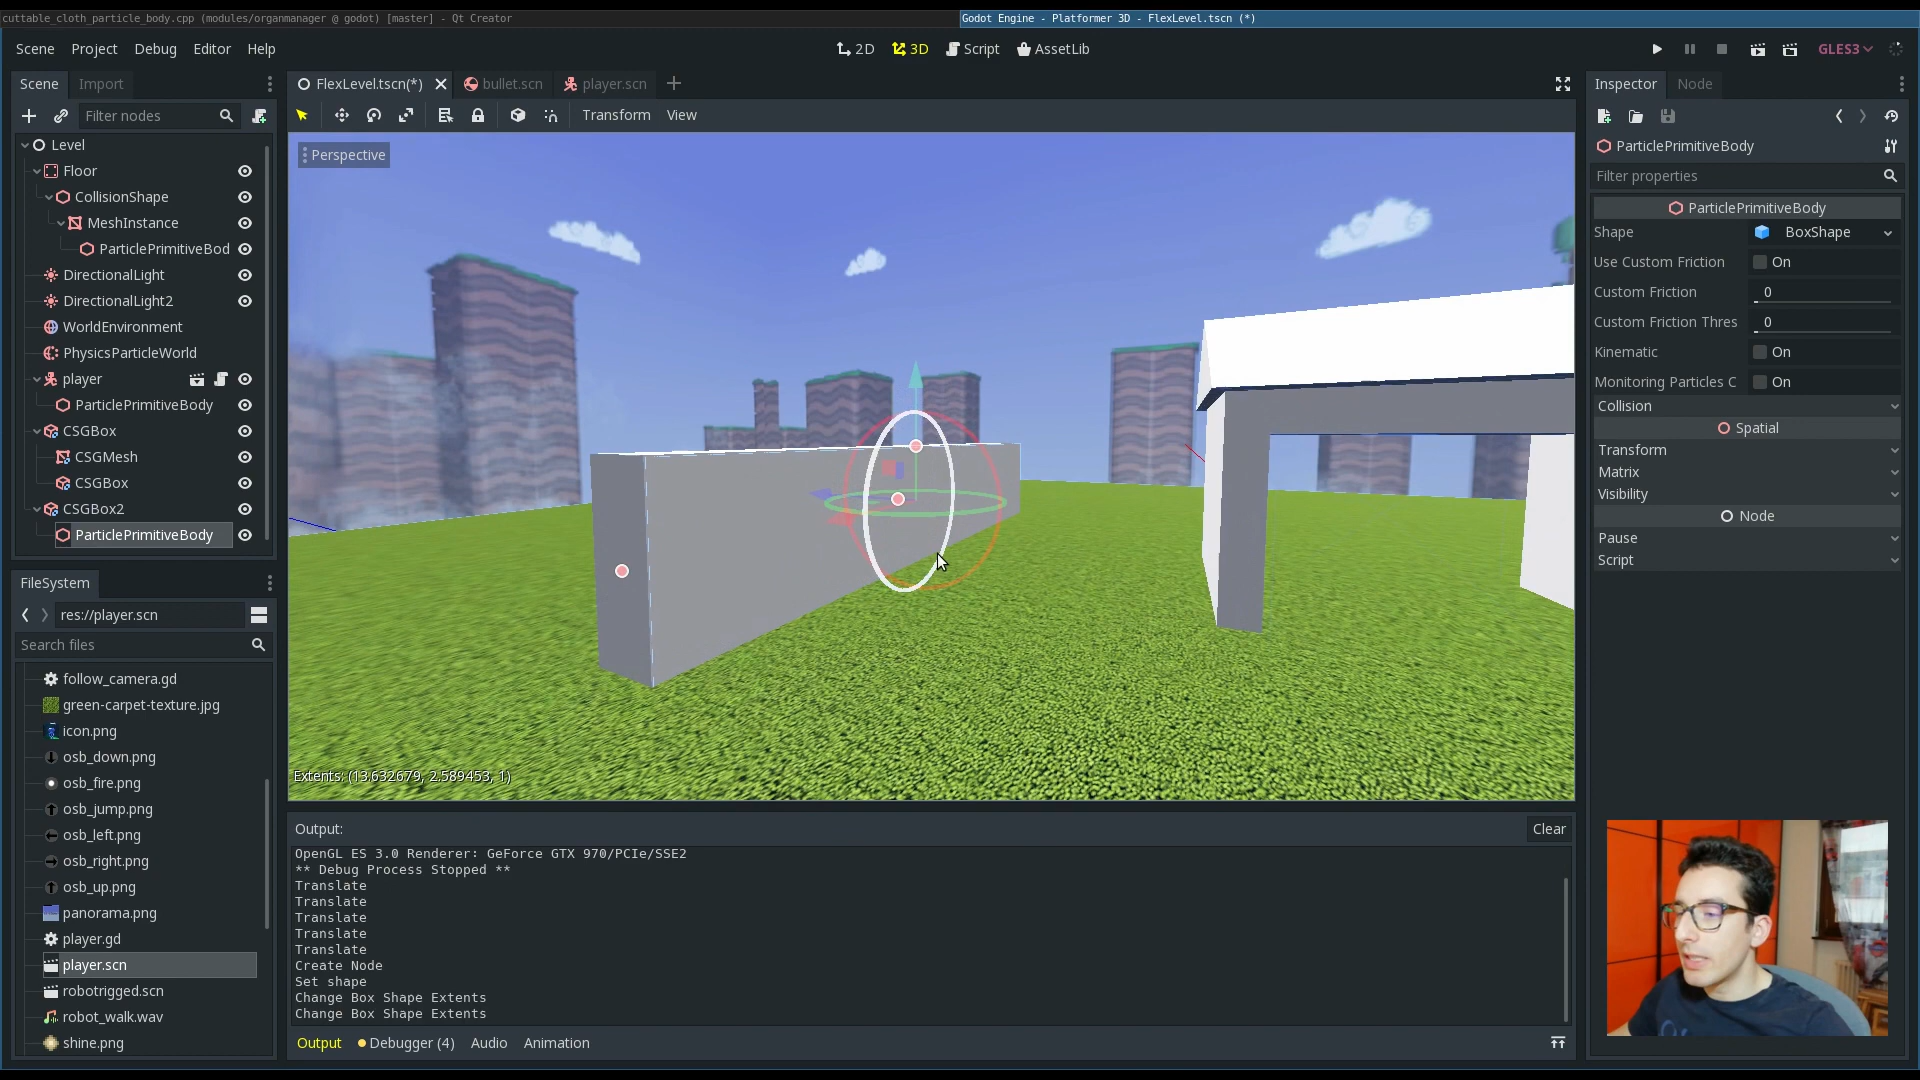 cuttable_cloth_particle_body.cpp (modules/organmanager @ godot) [master] - Qt Creator
Godot Engine - Platformer 3D - FlexLevel.tscn (*)
Scene Project Debug Editor Help
2D 3D Script AssetLib
GLES3
Scene Import
FlexLevel.tscn(*) bullet.scn player.scn
Inspector Node
Filter nodes
Transform View
Level
Floor
CollisionShape
MeshInstance
ParticlePrimitiveBod
DirectionalLight
DirectionalLight2
WorldEnvironment
PhysicsParticleWorld
player
ParticlePrimitiveBody
CSGBox
CSGMesh
CSGBox
CSGBox2
ParticlePrimitiveBody
Perspective
Extents: (13.632679, 2.589453, 1)
ParticlePrimitiveBody
Filter properties
ParticlePrimitiveBody
Shape BoxShape
Use Custom Friction On
Custom Friction 0
Custom Friction Thres 0
Kinematic On
Monitoring Particles C On
Collision
Spatial
Transform
Matrix
Visibility
Node
Pause
Script
FileSystem
res://player.scn
Search files
follow_camera.gd
green-carpet-texture.jpg
icon.png
osb_down.png
osb_fire.png
osb_jump.png
osb_left.png
osb_right.png
osb_up.png
panorama.png
player.gd
player.scn
robotrigged.scn
robot_walk.wav
shine.png
Output: Clear
OpenGL ES 3.0 Renderer: GeForce GTX 970/PCIe/SSE2
** Debug Process Stopped **
Translate
Translate
Translate
Translate
Translate
Create Node
Set shape
Change Box Shape Extents
Change Box Shape Extents
Output Debugger (4) Audio Animation